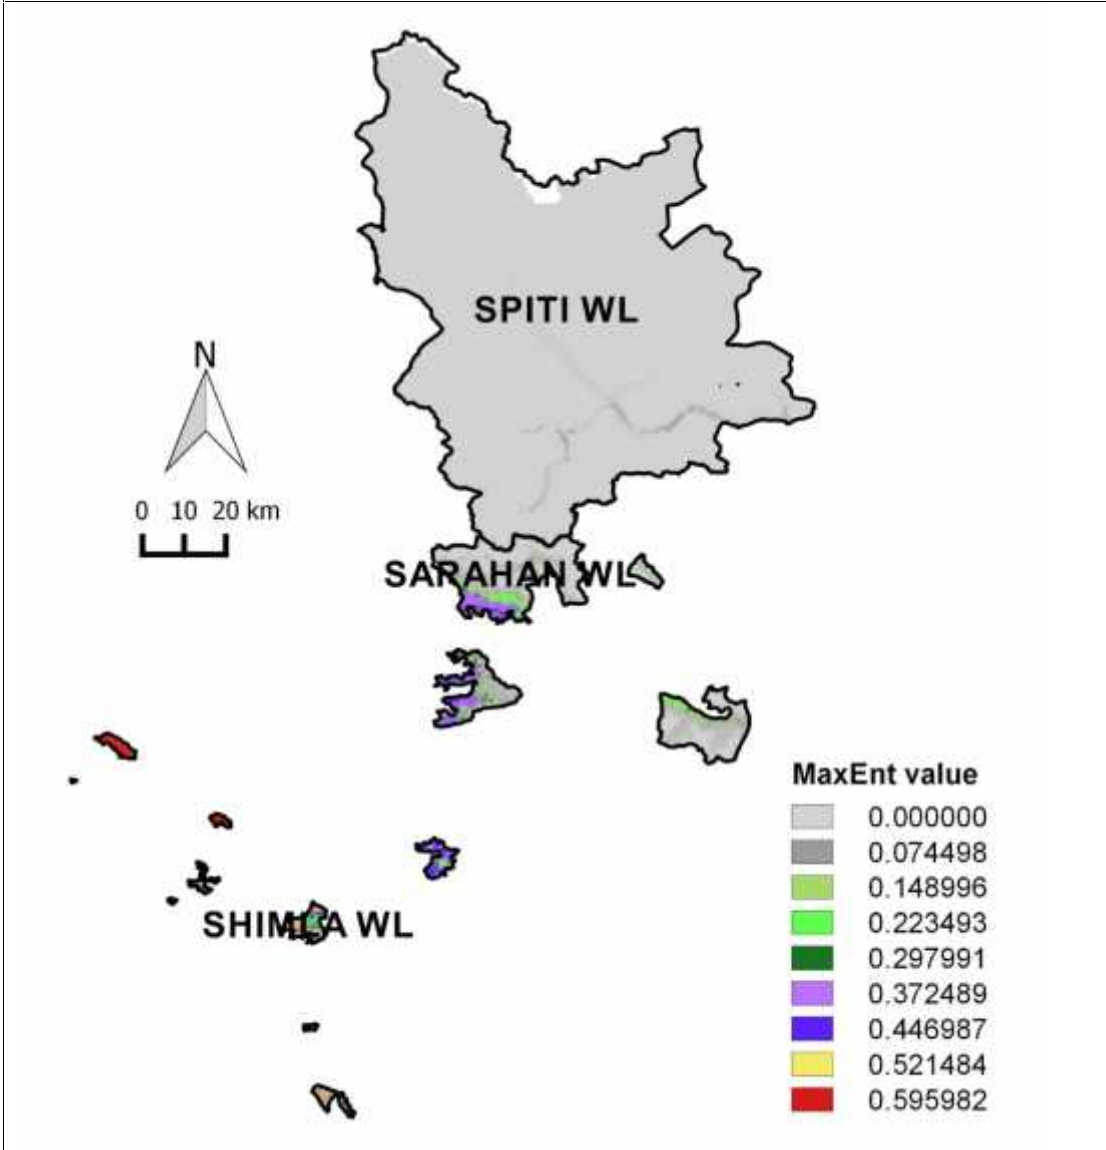 SPITI WL
N
0 10 20 km
SARAHAN WL
SHIMLA WL
MaxEnt value
0.000000
0.074498
0.148996
0.223493
0.297991
0.372489
0.446987
0.521484
0.595982